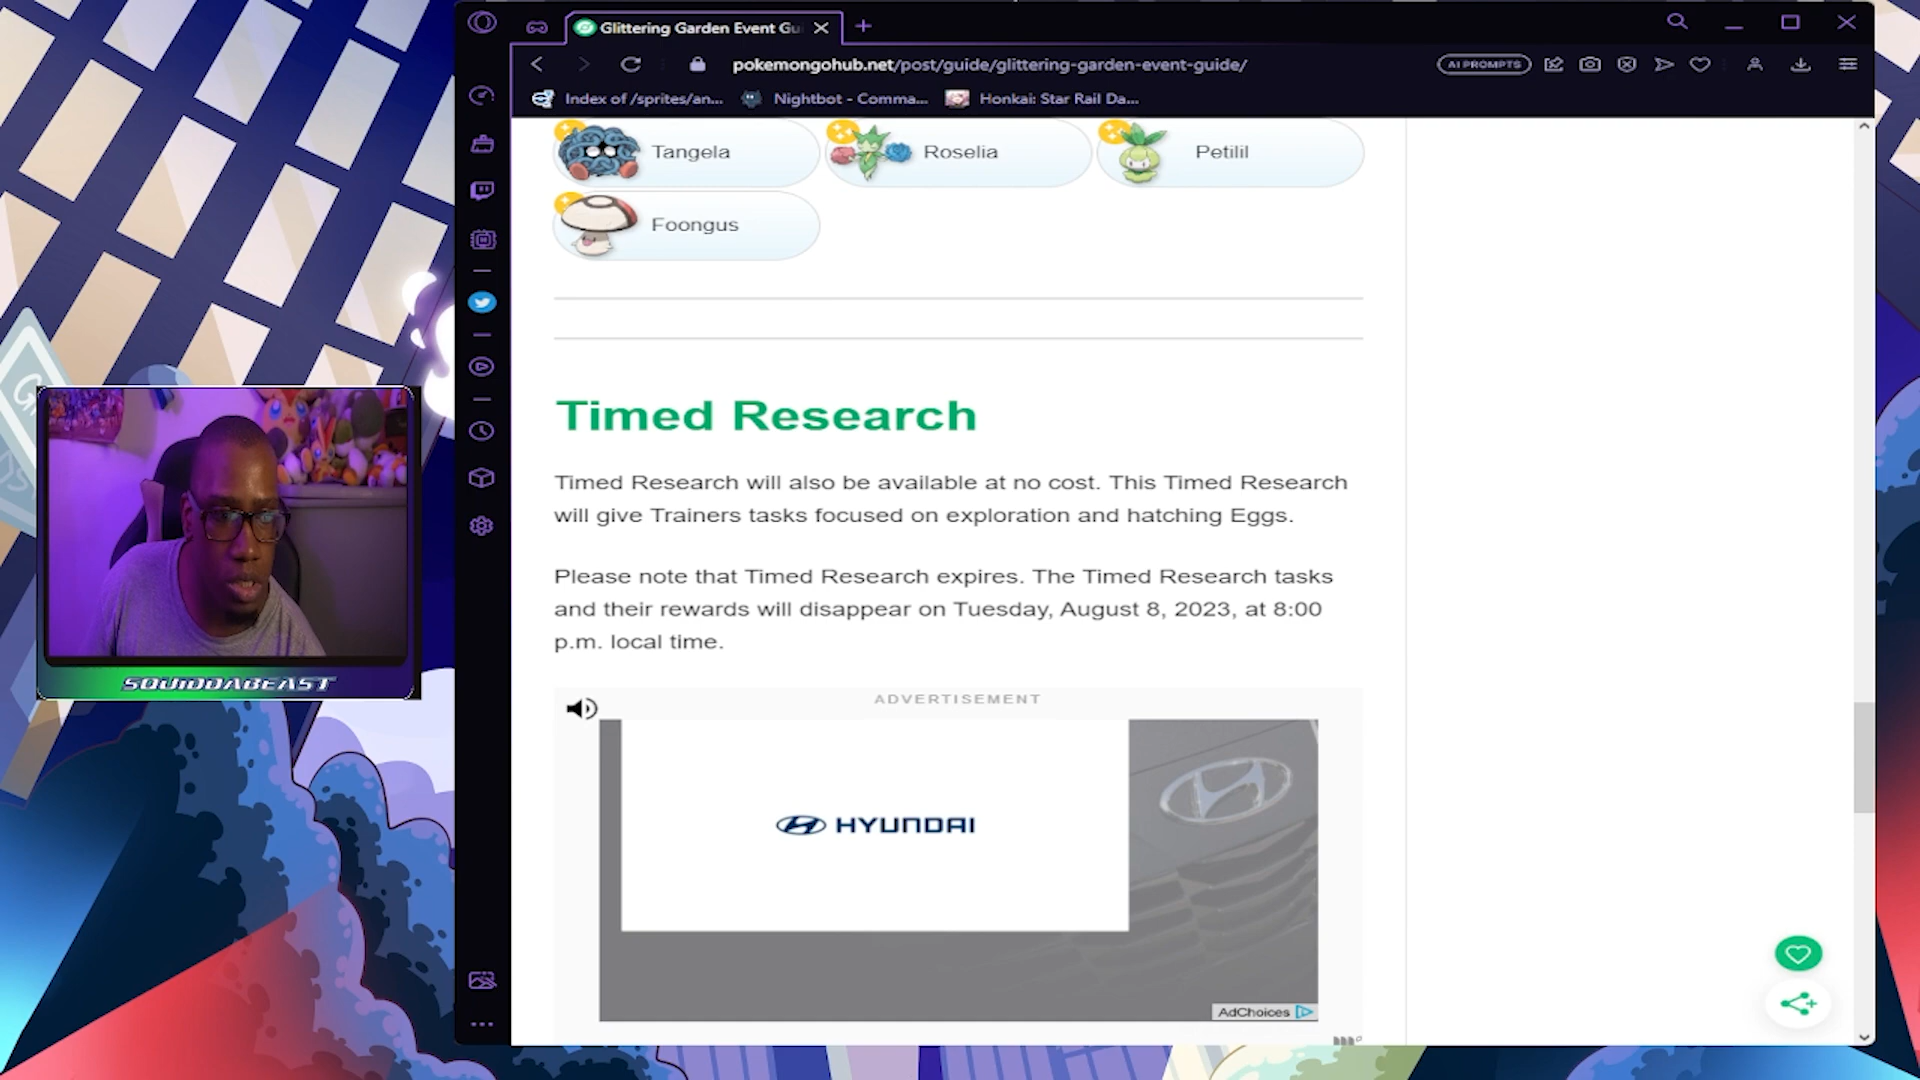 Glittering Garden Event Gu
pokemongohub.net/post/guide/glittering-garden-event-guide/
AI PROMPTS
Index of /sprites/an...
Nightbot - Comma...
Honkai: Star Rail Da...
Tangela
Roselia
Petilil
Foongus
Timed Research
Timed Research will also be available at no cost. This Timed Research
will give Trainers tasks focused on exploration and hatching Eggs.
Please note that Timed Research expires. The Timed Research tasks
and their rewards will disappear on Tuesday, August 8, 2023, at 8:00
p.m. local time.
SQUIDDABEAST
ADVERTISEMENT
HYUNDAI
AdChoices